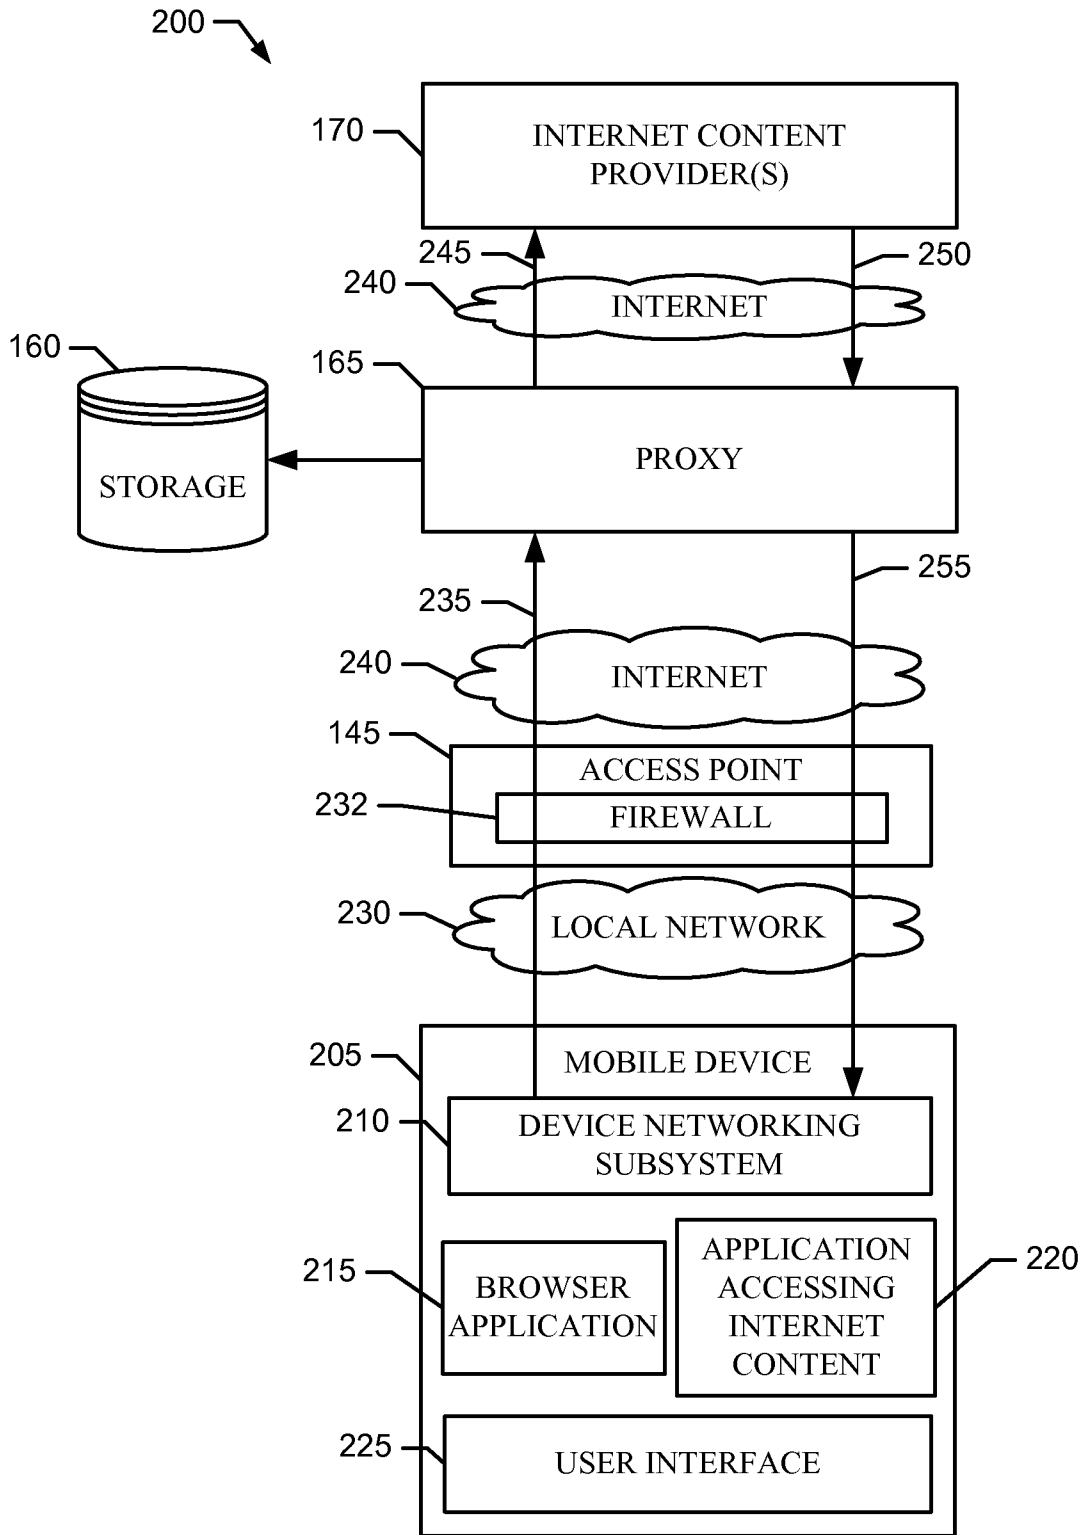 200
170
INTERNET CONTENT
PROVIDER(S)
245
250
240
INTERNET
160
165
STORAGE
PROXY
235
255
240
INTERNET
145
ACCESS POINT
232
FIREWALL
230
LOCAL NETWORK
205
MOBILE DEVICE
210
DEVICE NETWORKING
SUBSYSTEM
215
BROWSER
APPLICATION
APPLICATION
ACCESSING
INTERNET
CONTENT
220
225
USER INTERFACE